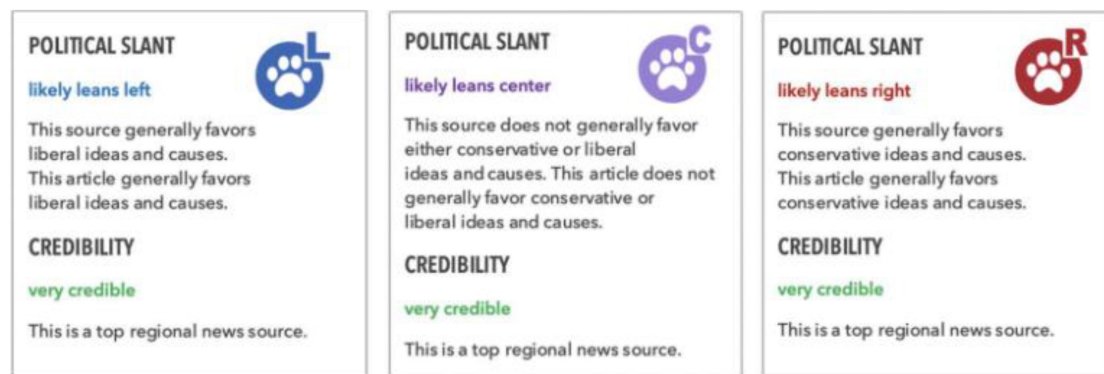 POLITICAL SLANT
L
likely leans left
This source generally favors
liberal ideas and causes.
This article generally favors
liberal ideas and causes.
CREDIBILITY
very credible
This is a top regional news source.
POLITICAL SLANT
C
likely leans center
This source does not generally favor
either conservative or liberal
ideas and causes. This article does not
generally favor conservative or
liberal ideas and causes.
CREDIBILITY
very credible
This is a top regional news source.
POLITICAL SLANT
R
likely leans right
This source generally favors
conservative ideas and causes.
This article generally favors
conservative ideas and causes.
CREDIBILITY
very credible
This is a top regional news source.